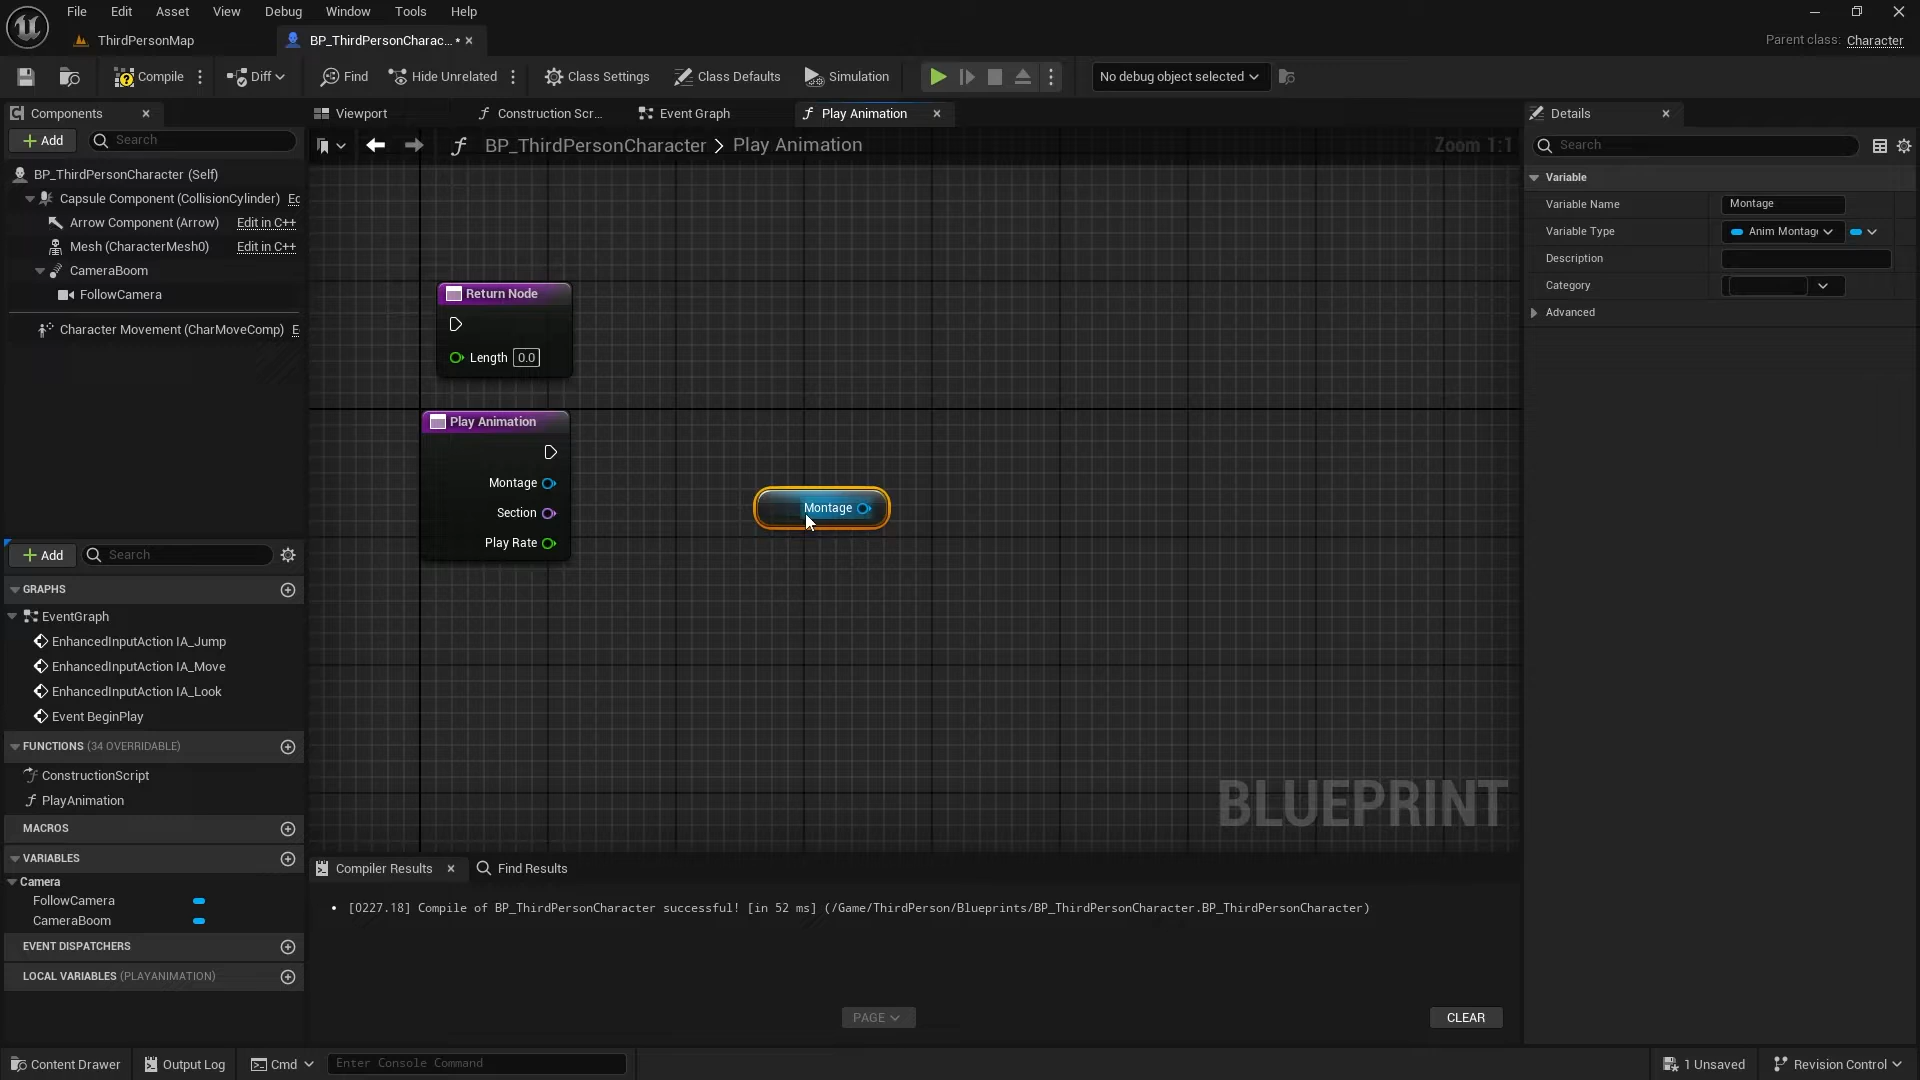 File Edit Asset View Debug Window Tools Help
ThirdPersonMap
BP_ThirdPersonCharac... •
Parent class: Character
Compile
Diff
Find
Hide Unrelated
Class Settings
Class Defaults
Simulation
No debug object selected
Components
Add
Search
BP_ThirdPersonCharacter (Self)
Capsule Component (CollisionCylinder) Ec
Arrow Component (Arrow) Edit in C++
Mesh (CharacterMesh0) Edit in C++
CameraBoom
FollowCamera
Character Movement (CharMoveComp) E
Add
Search
GRAPHS
EventGraph
EnhancedInputAction IA_Jump
EnhancedInputAction IA_Move
EnhancedInputAction IA_Look
Event BeginPlay
FUNCTIONS (34 OVERRIDABLE)
ConstructionScript
PlayAnimation
MACROS
VARIABLES
Camera
FollowCamera
CameraBoom
EVENT DISPATCHERS
LOCAL VARIABLES (PLAYANIMATION)
Viewport
Construction Scr...
Event Graph
Play Animation
BP_ThirdPersonCharacter > Play Animation
Zoom 1:1
Return Node
Length 0.0
Play Animation
Montage
Section
Play Rate
Montage
BLUEPRINT
Compiler Results
Find Results
• [0227.18] Compile of BP_ThirdPersonCharacter successful! [in 52 ms] (/Game/ThirdPerson/Blueprints/BP_ThirdPersonCharacter.BP_ThirdPersonCharacter)
PAGE
CLEAR
Details
Search
Variable
Variable Name Montage
Variable Type Anim Montag
Description
Category
Advanced
Content Drawer
Output Log
Cmd
Enter Console Command
1 Unsaved
Revision Control